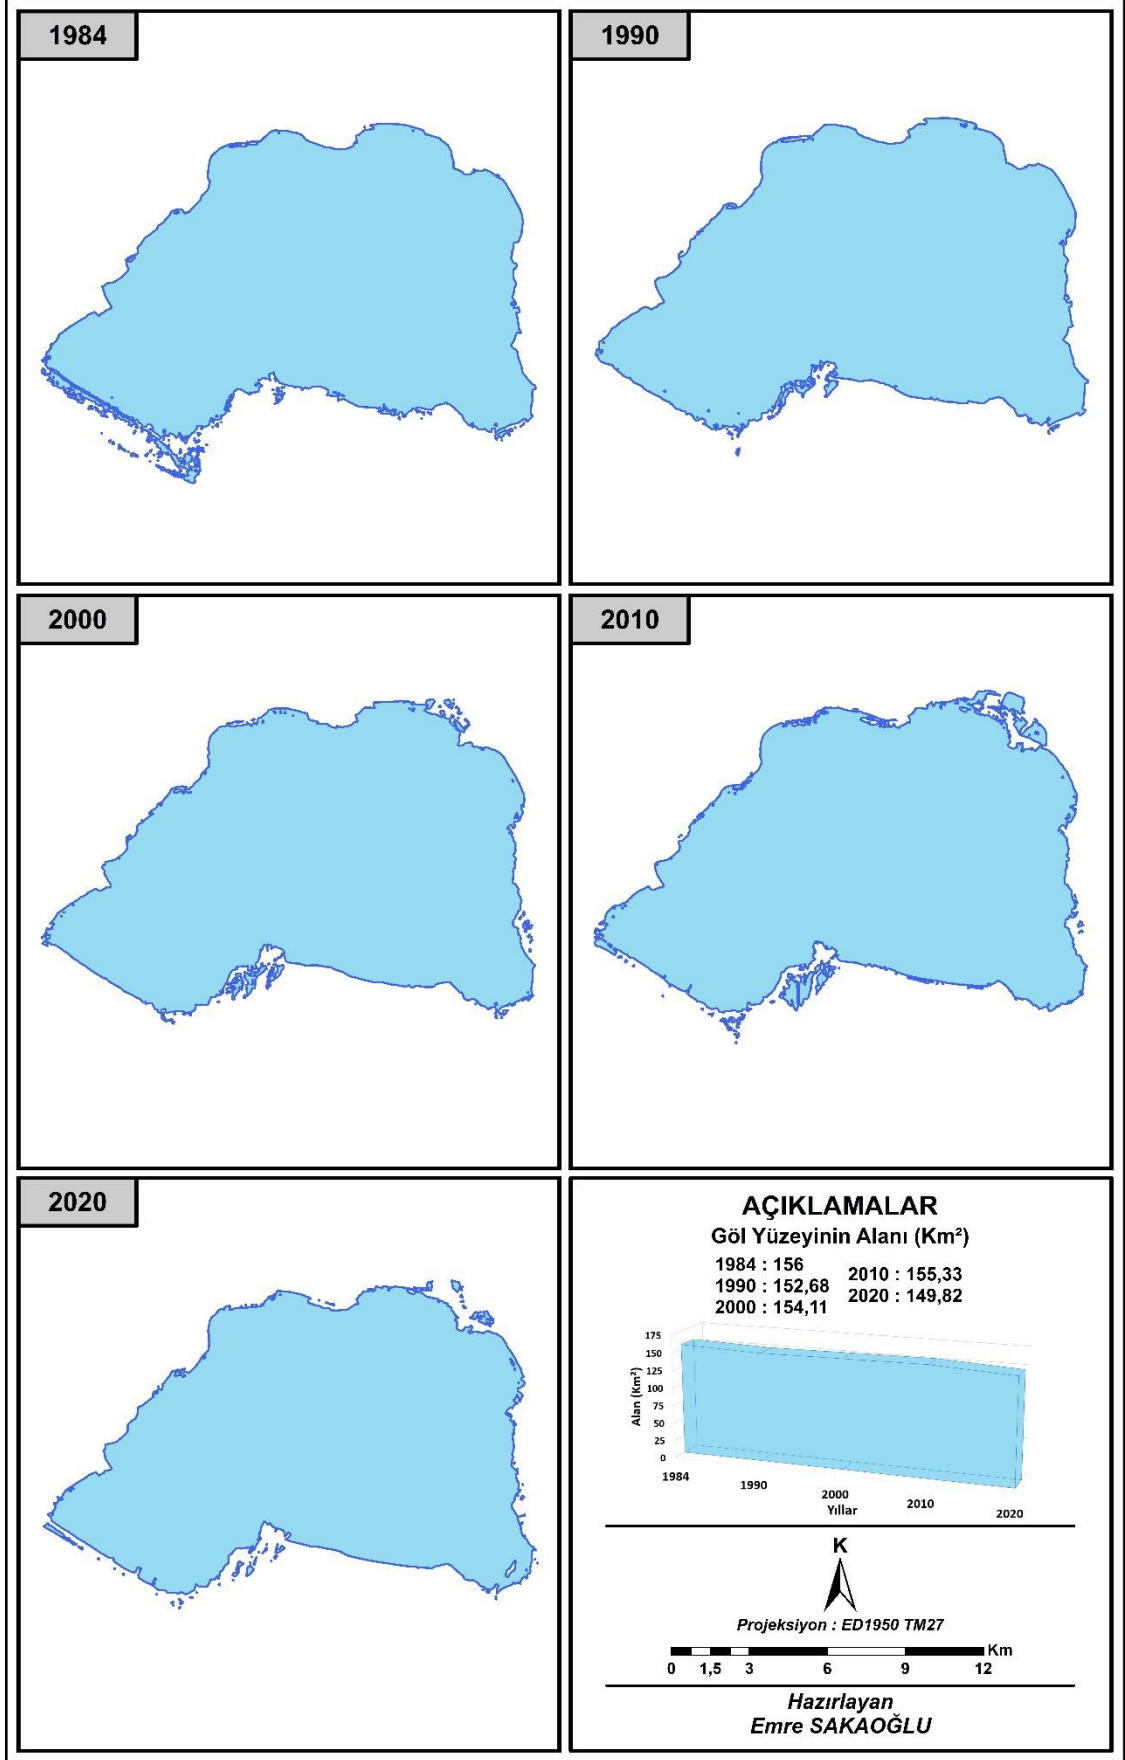 1984
1990
2000
2010
2020
AÇIKLAMALAR
Göl Yüzeyinin Alanı (Km²)
1984 : 156
1990 : 152,68
2000 : 154,11
2010 : 155,33
2020 : 149,82
175
150
125
100
75
50
25
0
Alan (Km²)
1984
1990
2000
2010
2020
Yıllar
K
Projeksiyon : ED1950 TM27
Km
0 1,5 3 6 9 12
Hazırlayan
Emre SAKAOĞLU